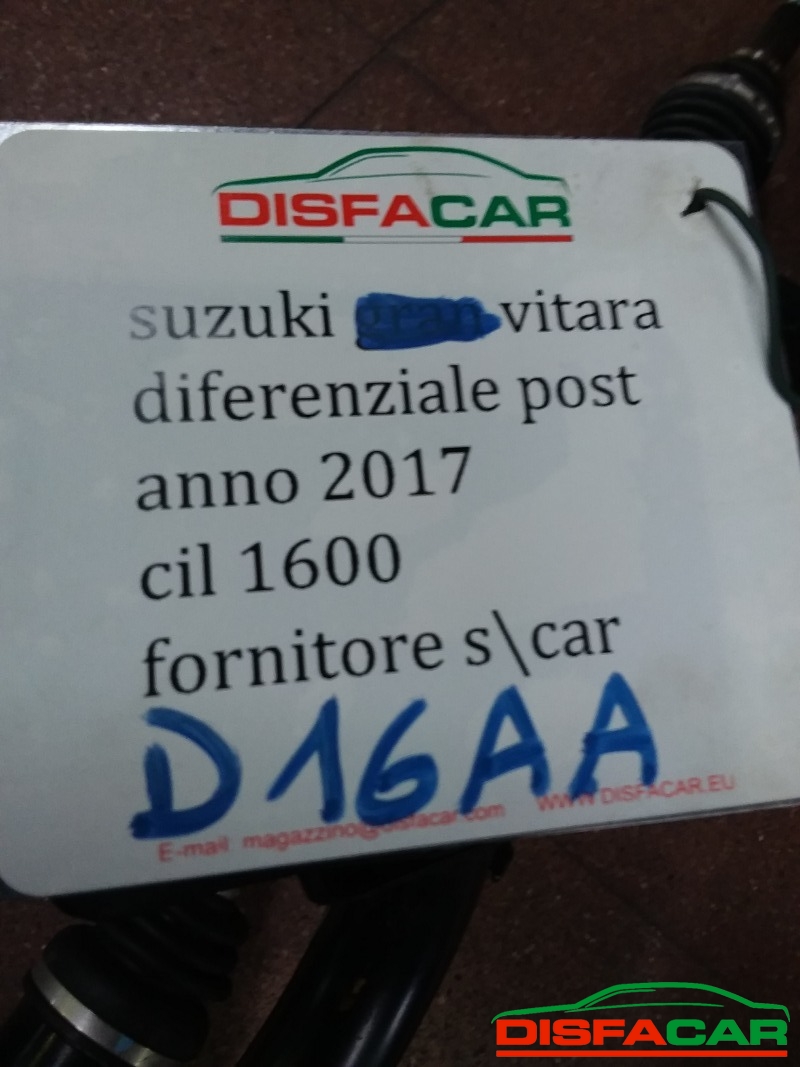 DISFACAR
suzuki gran vitara
diferenziale post
anno 2017
cil 1600
fornitore s\car
D16AA
E-mail magazzino@disfacar.com WWW.DISFACAR.EU
DISFACAR